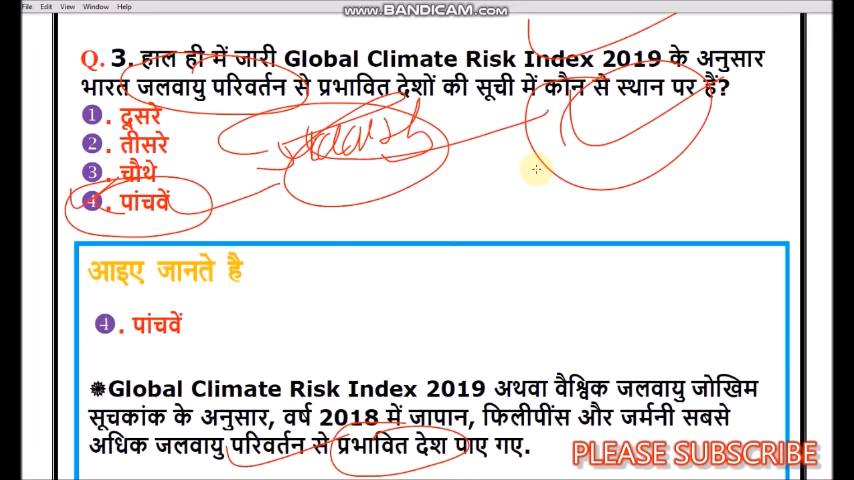 File Edit View Window Help
www.BANDICAM.com
Q. 3. हाल ही में जारी Global Climate Risk Index 2019 के अनुसार
भारत जलवायु परिवर्तन से प्रभावित देशों की सूची में कौन से स्थान पर है?
1. दूसरे
2. तीसरे
3. चौथे
4. पांचवें
आइए जानते है
4. पांचवें
Global Climate Risk Index 2019 अथवा वैश्विक जलवायु जोखिम
सूचकांक के अनुसार, वर्ष 2018 में जापान, फिलीपींस और जर्मनी सबसे
अधिक जलवायु परिवर्तन से प्रभावित देश पाए गए.
PLEASE SUBSCRIBE